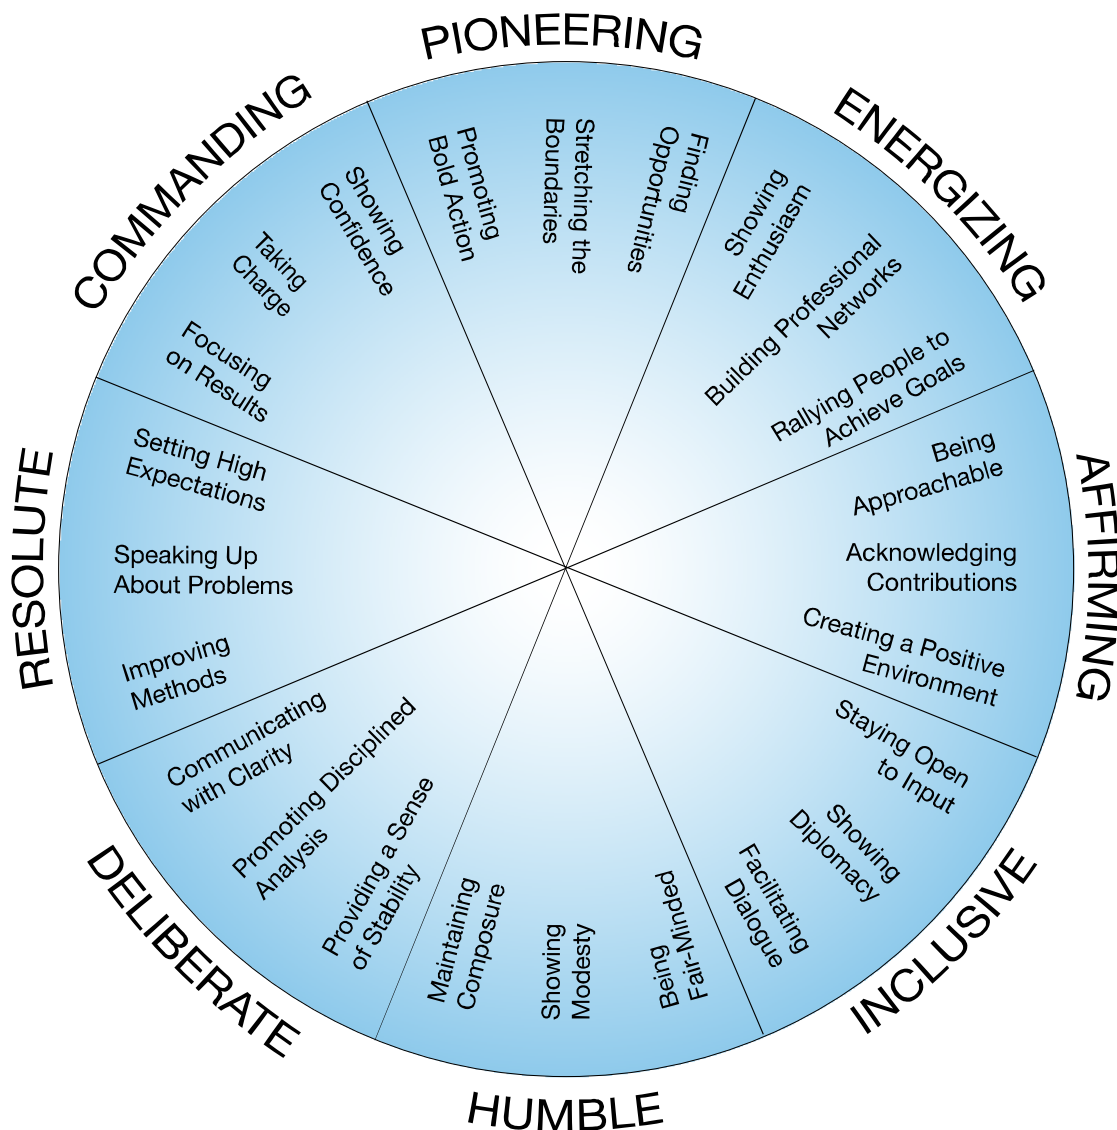 PIONEERING
Promoting
Bold Action
Stretching the
Boundaries
Finding
Opportunities
ENERGIZING
Showing
Enthusiasm
Building Professional
Networks
Rallying People to
Achieve Goals
AFFIRMING
Being
Approachable
Acknowledging
Contributions
Creating a Positive
Environment
INCLUSIVE
Staying Open
to Input
Showing
Diplomacy
Facilitating
Dialogue
HUMBLE
Being
Fair-Minded
Showing
Modesty
Maintaining
Composure
DELIBERATE
Providing a Sense
of Stability
Promoting Disciplined
Analysis
Communicating
with Clarity
RESOLUTE
Improving
Methods
Speaking Up
About Problems
Setting High
Expectations
COMMANDING
Focusing
on Results
Taking
Charge
Showing
Confidence